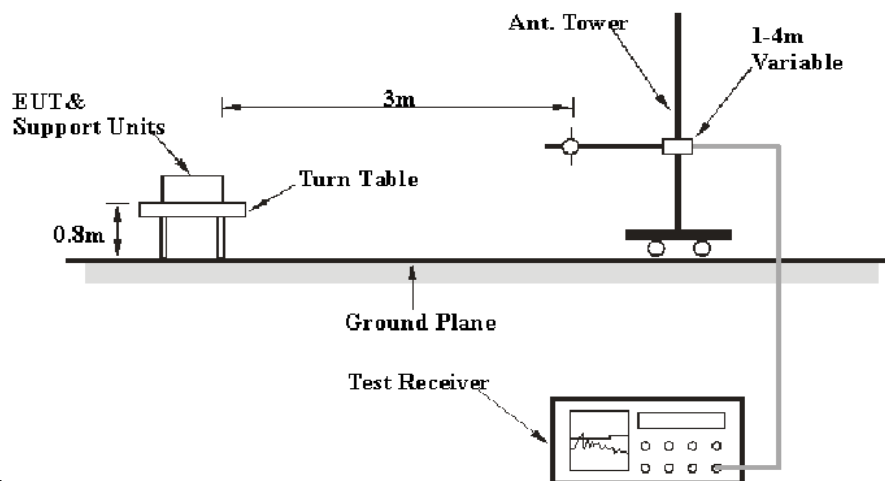 Ant. Tower
1-4m
Variable
3m
EUT&
Support Units
Turn Table
0.8m
Ground Plane
Test Receiver